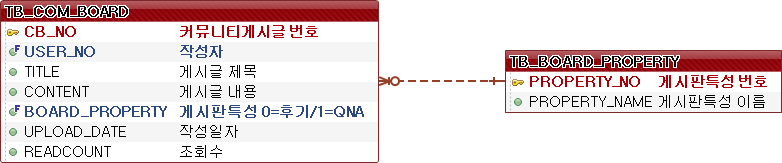 TB_COM_BOARD
CB_NO 커뮤니티게시글 번호
USER_NO 작성자
TITLE 게시글 제목
CONTENT 게시글 내용
BOARD_PROPERTY 게시판특성 0=후기/1=QNA
UPLOAD_DATE 작성일자
READCOUNT 조회수
TB_BOARD_PROPERTY
PROPERTY_NO 게시판특성 번호
PROPERTY_NAME 게시판특성 이름